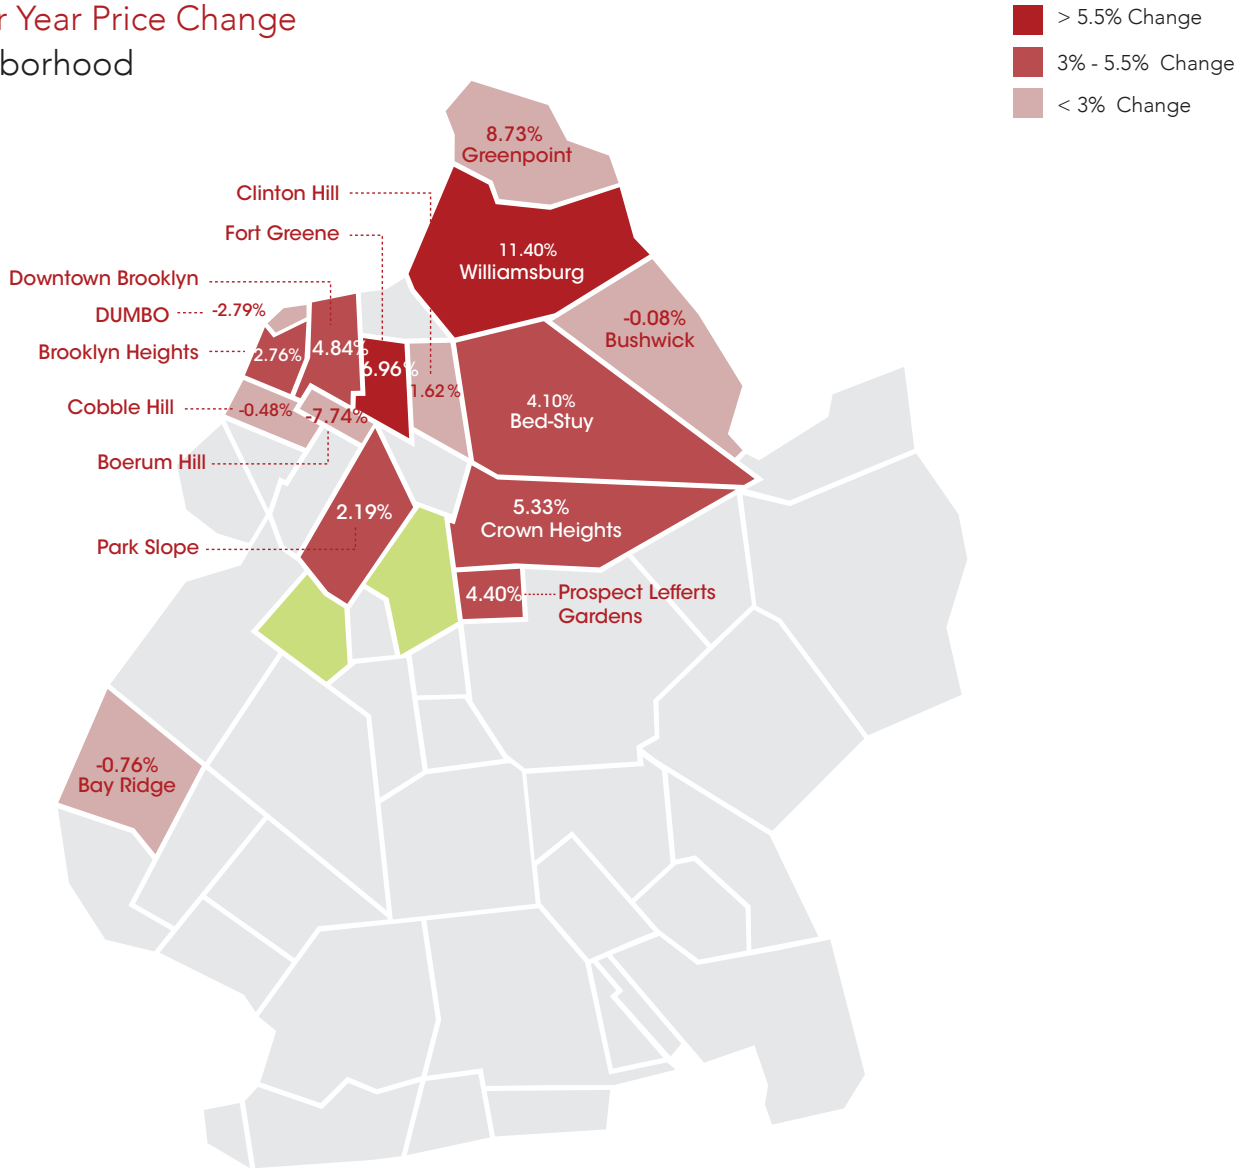 r Year Price Change
borhood
> 5.5% Change
3% - 5.5% Change
< 3% Change
8.73%
Greenpoint
Clinton Hill
Fort Greene
11.40%
Williamsburg
Downtown Brooklyn
DUMBO
-2.79%
-0.08%
Bushwick
Brooklyn Heights
2.76%
4.84%
6.96%
1.62%
Cobble Hill
-0.48%
-7.74%
4.10%
Bed-Stuy
Boerum Hill
2.19%
5.33%
Crown Heights
Park Slope
4.40%
Prospect Lefferts
Gardens
-0.76%
Bay Ridge